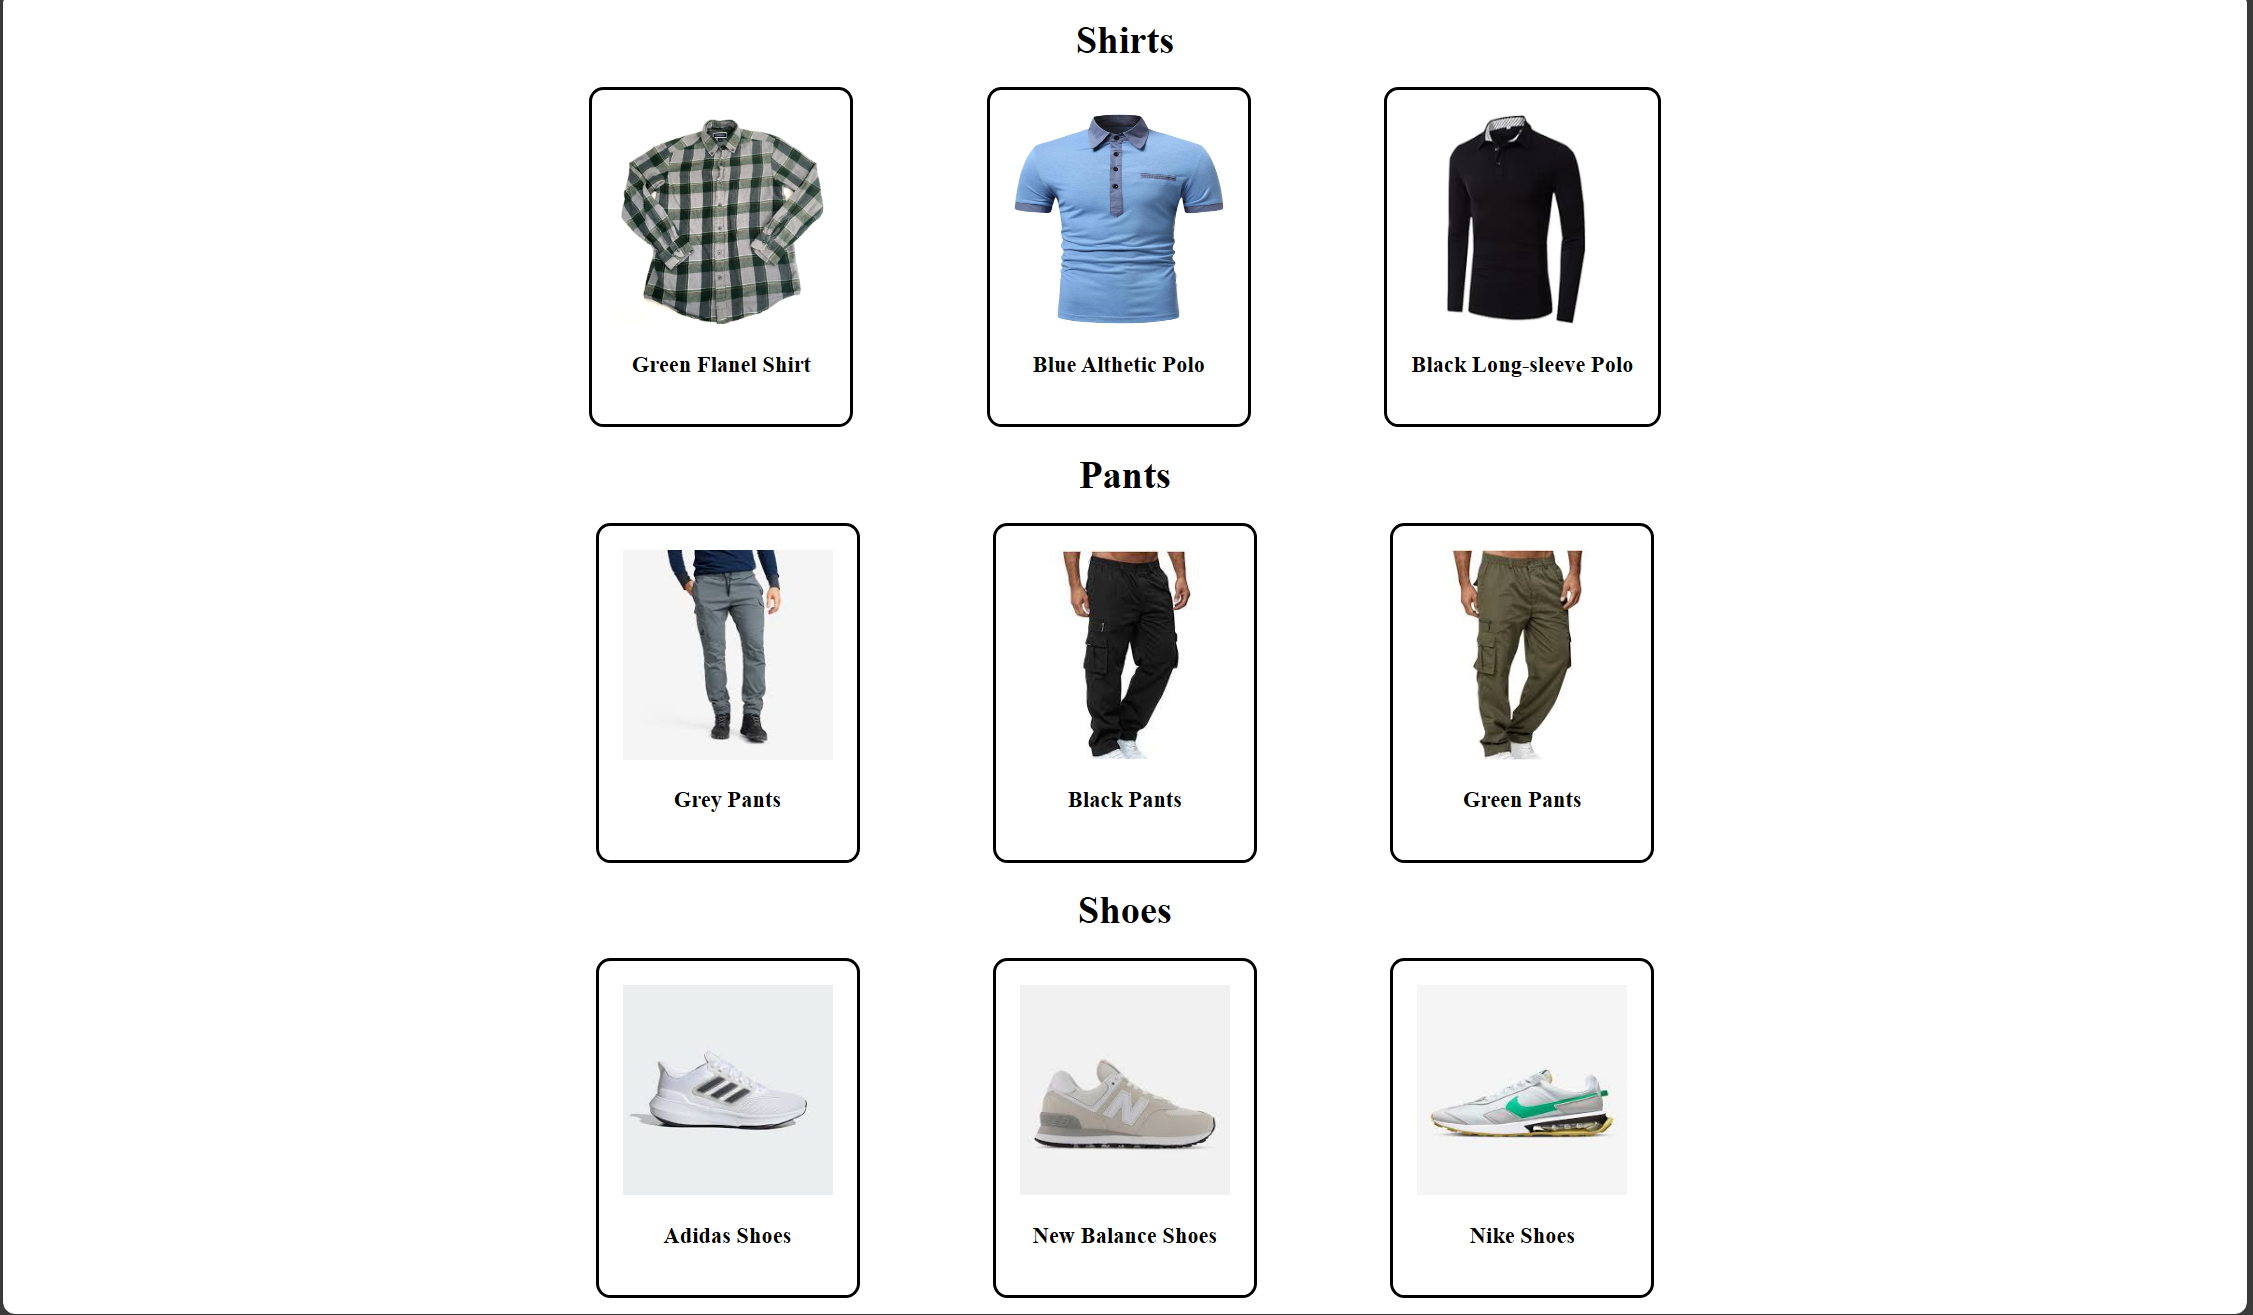 Shirts
Green Flanel Shirt
Blue Althetic Polo
Black Long-sleeve Polo
Pants
Grey Pants
Black Pants
Green Pants
Shoes
Adidas Shoes
New Balance Shoes
Nike Shoes